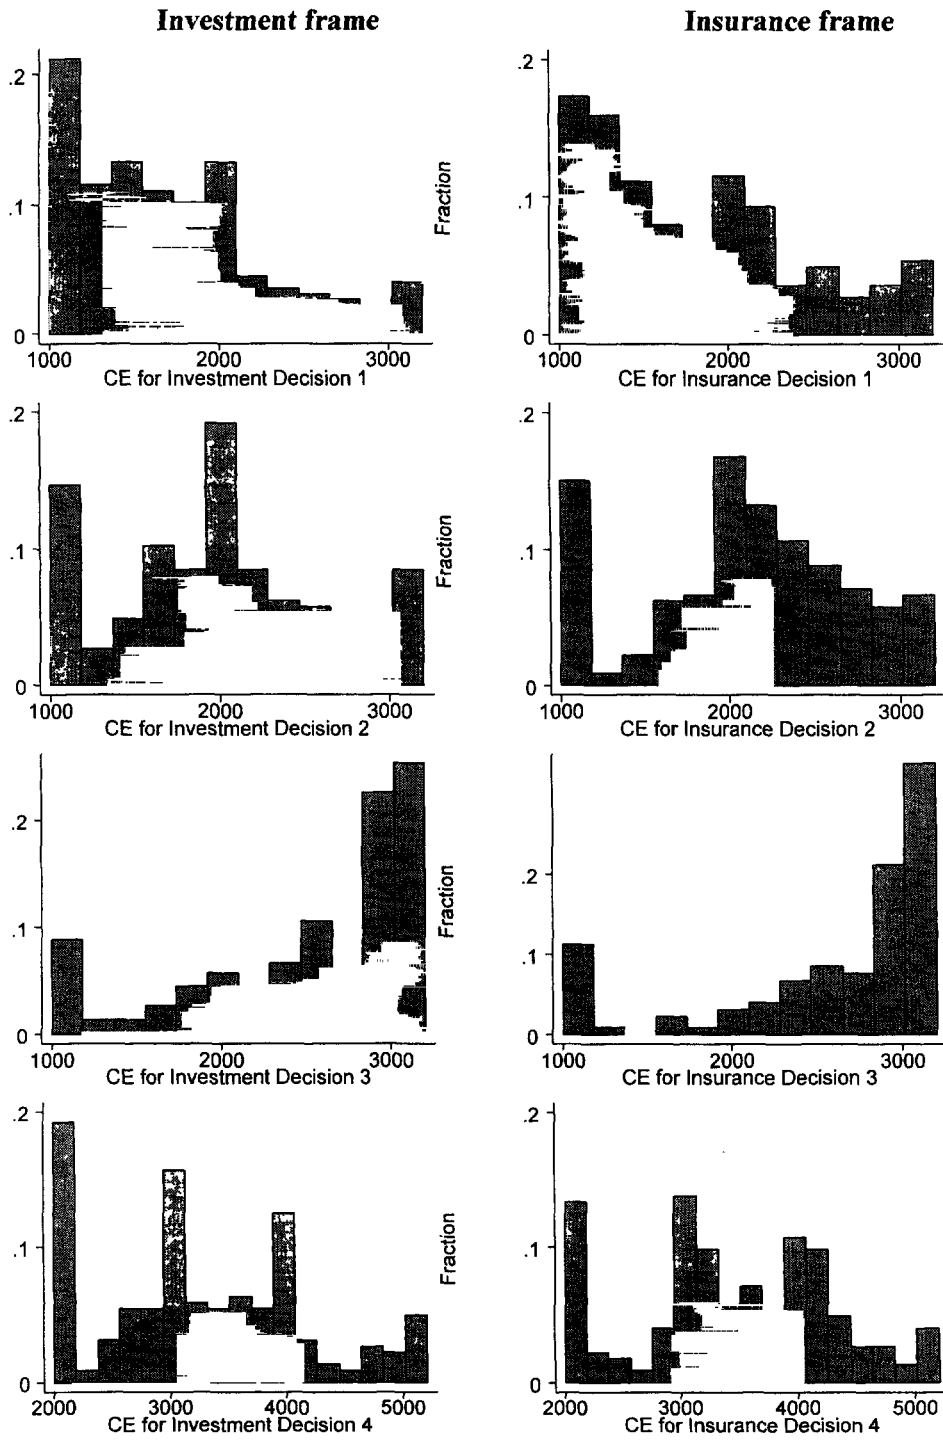 Investment frame
Insurance frame
.2
.1
0
1000 2000 3000
CE for Investment Decision 1
Fraction
.2
.1
0
1000 2000 3000
CE for Insurance Decision 1
.2
.1
0
1000 2000 3000
CE for Investment Decision 2
Fraction
.2
.1
0
1000 2000 3000
CE for Insurance Decision 2
.2
.1
0
1000 2000 3000
CE for Investment Decision 3
Fraction
.2
.1
0
1000 2000 3000
CE for Insurance Decision 3
.2
.1
0
2000 3000 4000 5000
CE for Investment Decision 4
Fraction
.2
.1
0
2000 3000 4000 5000
CE for Insurance Decision 4